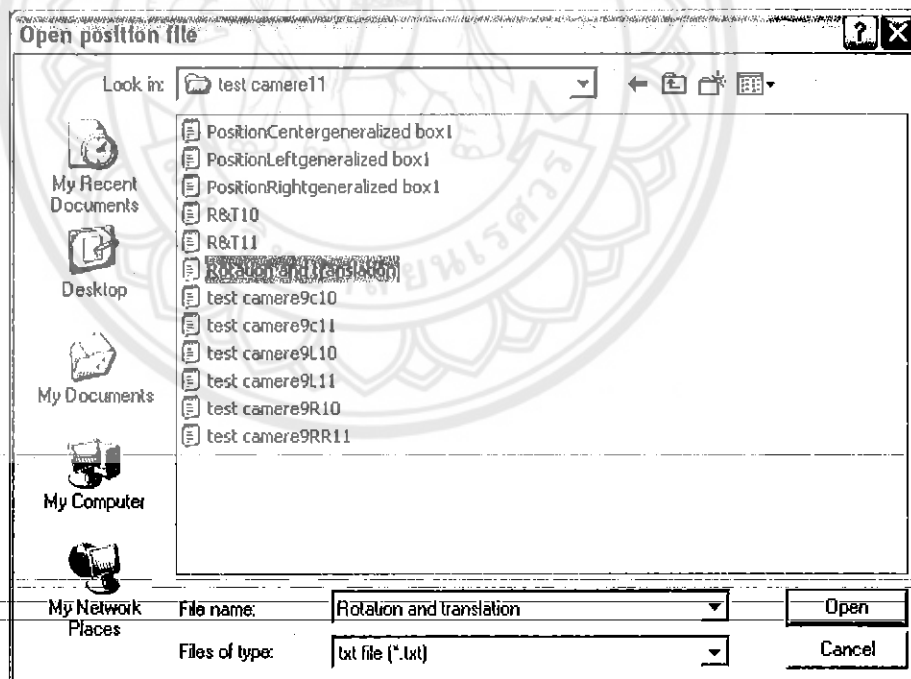 Open position file
Look in: test camere11
PositionCentergeneralized box1
PositionLeftgeneralized box1
PositionRightgeneralized box1
R&T10
R&T11
Rotation and translation
test camere9c10
test camere9c11
test camere9L10
test camere9L11
test camere9R10
test camere9RR11
My Recent
Documents
Desktop
My Documents
My Computer
My Network
Places
File name: Rotation and translation Open
Files of type: txt file (*.txt) Cancel